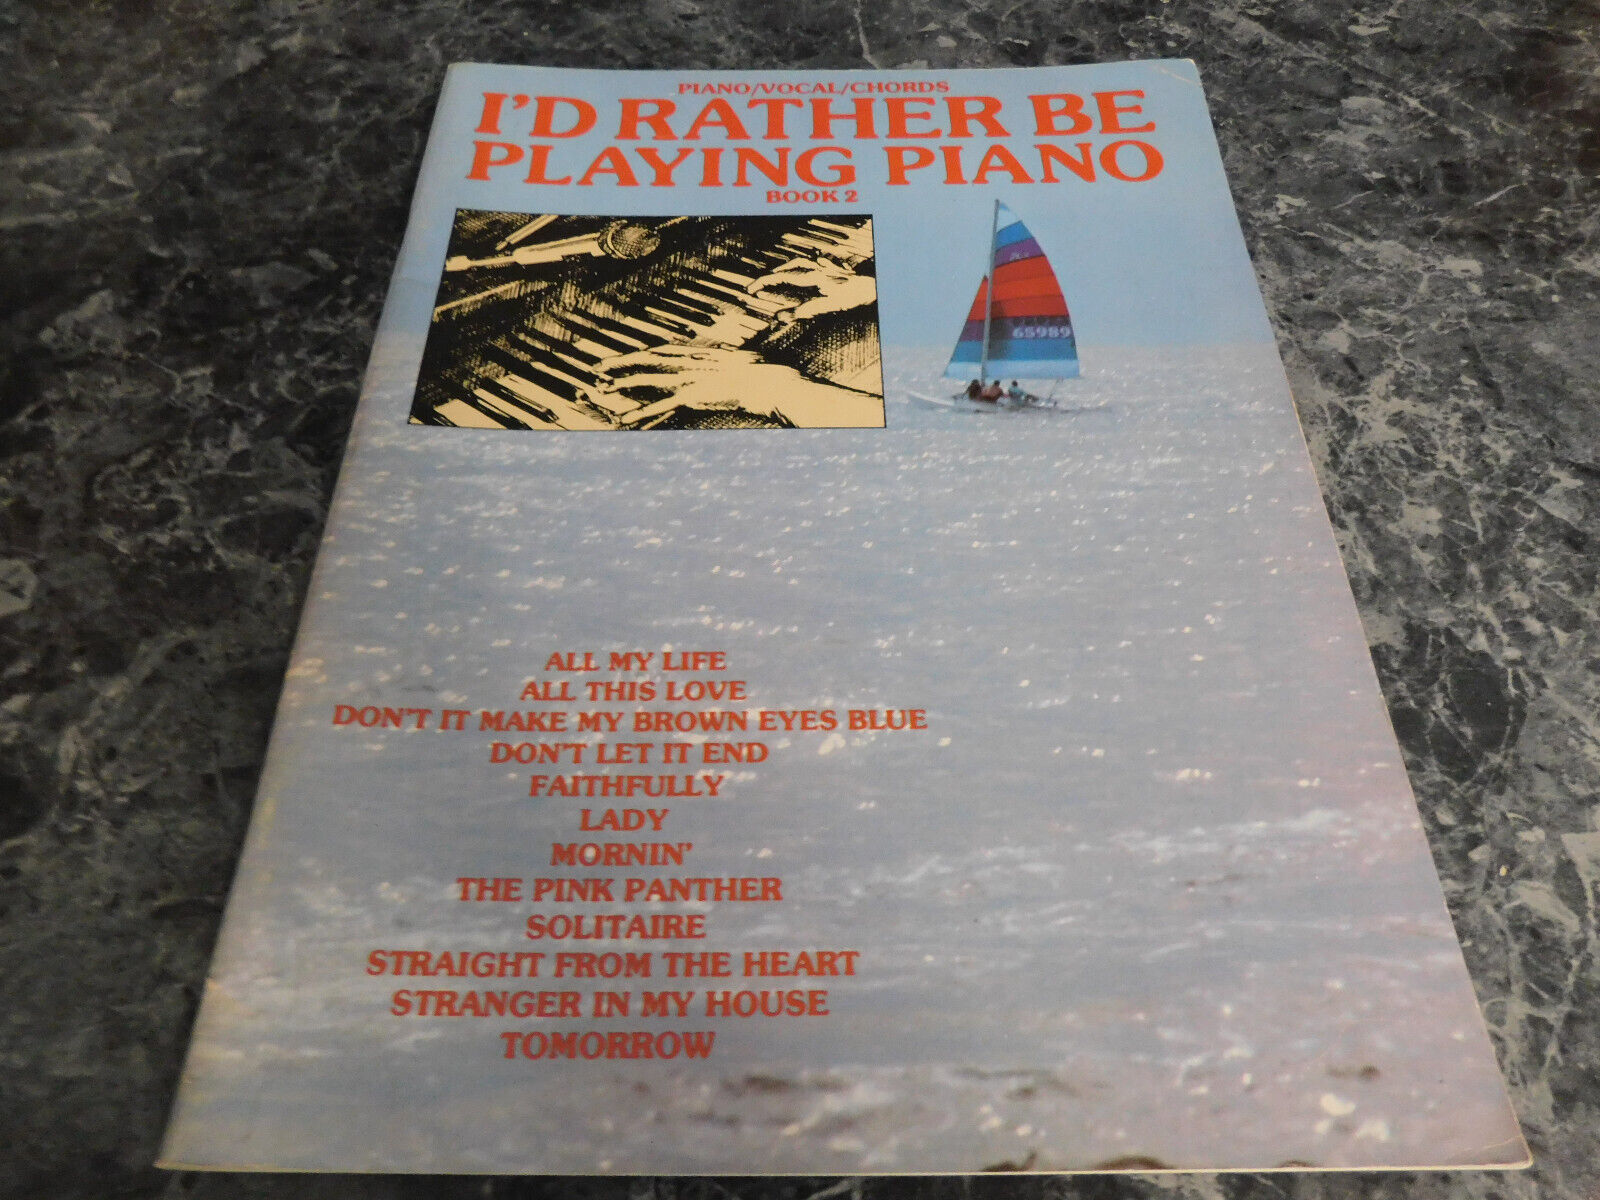 PIANO/VOCAL/CHORDS
I'D RATHER BE
PLAYING PIANO
BOOK 2
65989
ALL MY LIFE
ALL THIS LOVE
DON'T IT MAKE MY BROWN EYES BLUE
DON'T LET IT END
FAITHFULLY
LADY
MORNIN'
THE PINK PANTHER
SOLITAIRE
STRAIGHT FROM THE HEART
STRANGER IN MY HOUSE
TOMORROW